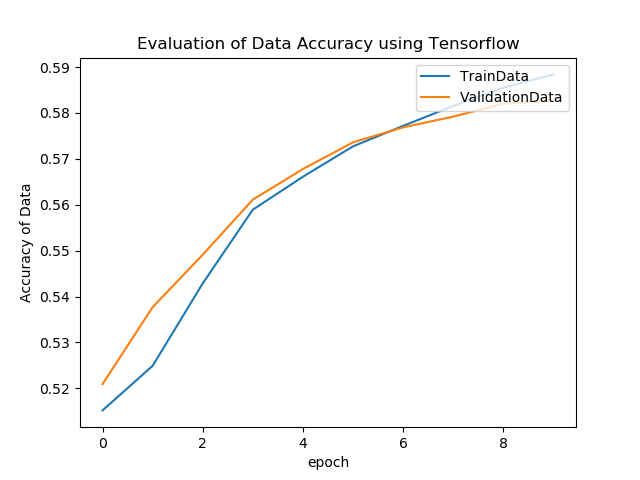 Evaluation of Data Accuracy using Tensorflow
TrainData
ValidationData
Accuracy of Data
0.59
0.58
0.57
0.56
0.55
0.54
0.53
0.52
0 2 4 6 8
epoch